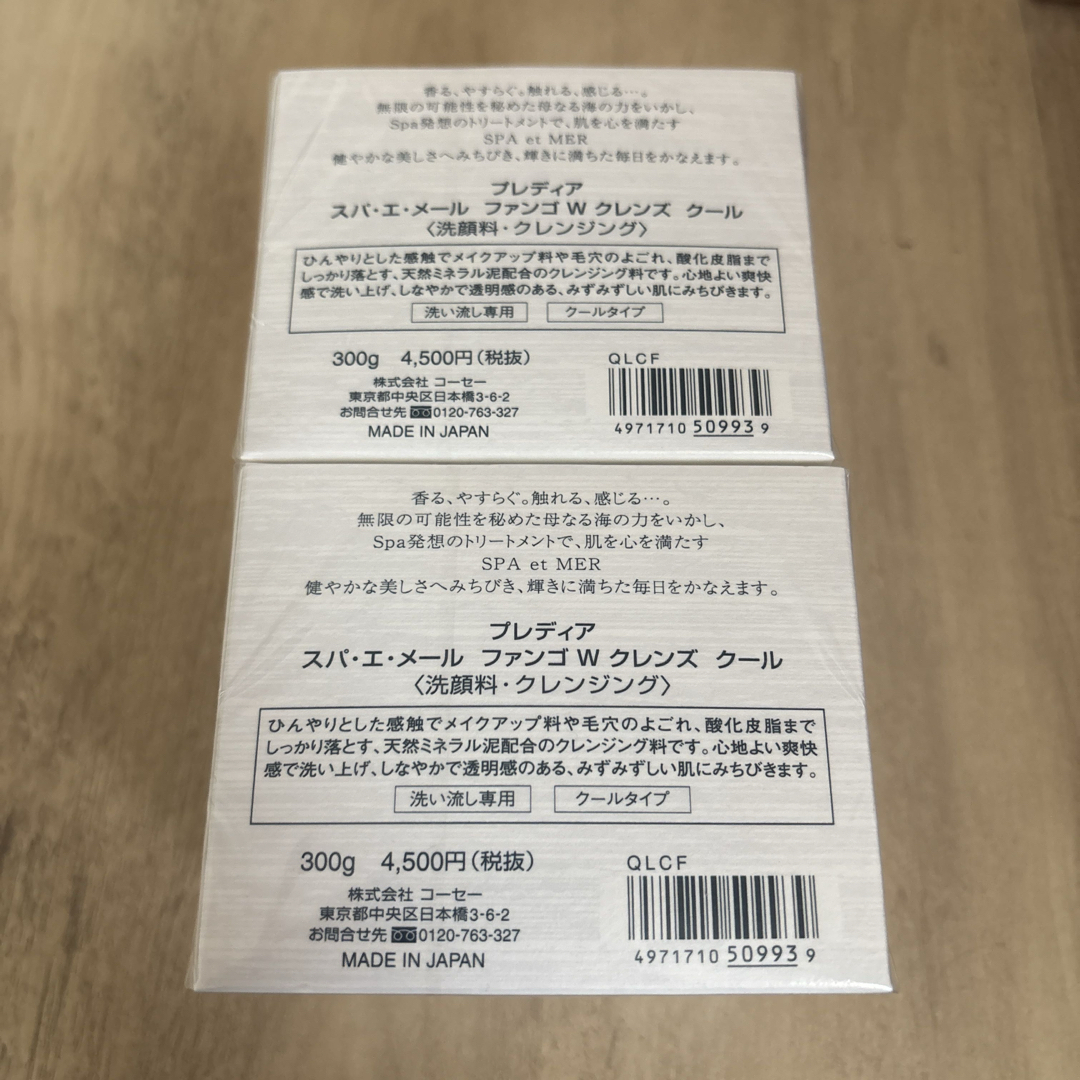 香る、やすらぐ。触れる、感じる…。
無限の可能性を秘めた母なる海の力をいかし、
Spa発想のトリートメントで、肌を心を満たす
SPA et MER
健やかな美しさへみちびき、輝きに満ちた毎日をかなえます。
プレディア
スパ・エ・メール ファンゴ W クレンズ クール
〈洗顔料・クレンジング〉
ひんやりとした感触でメイクアップ料や毛穴のよごれ、酸化皮脂まで
しっかり落とす、天然ミネラル泥配合のクレンジング料です。心地よい爽快
感で洗い上げ、しなやかで透明感のある、みずみずしい肌にみちびきます。
洗い流し専用 クールタイプ
300g 4,500円(税抜)
株式会社 コーセー
東京都中央区日本橋3-6-2
お問合せ先 0120-763-327
MADE IN JAPAN
QLCF
4971710 50993 9
香る、やすらぐ。触れる、感じる…。
無限の可能性を秘めた母なる海の力をいかし、
Spa発想のトリートメントで、肌を心を満たす
SPA et MER
健やかな美しさへみちびき、輝きに満ちた毎日をかなえます。
プレディア
スパ・エ・メール ファンゴ W クレンズ クール
〈洗顔料・クレンジング〉
ひんやりとした感触でメイクアップ料や毛穴のよごれ、酸化皮脂まで
しっかり落とす、天然ミネラル泥配合のクレンジング料です。心地よい爽快
感で洗い上げ、しなやかで透明感のある、みずみずしい肌にみちびきます。
洗い流し専用 クールタイプ
300g 4,500円(税抜)
株式会社 コーセー
東京都中央区日本橋3-6-2
お問合せ先 0120-763-327
MADE IN JAPAN
QLCF
4971710 50993 9